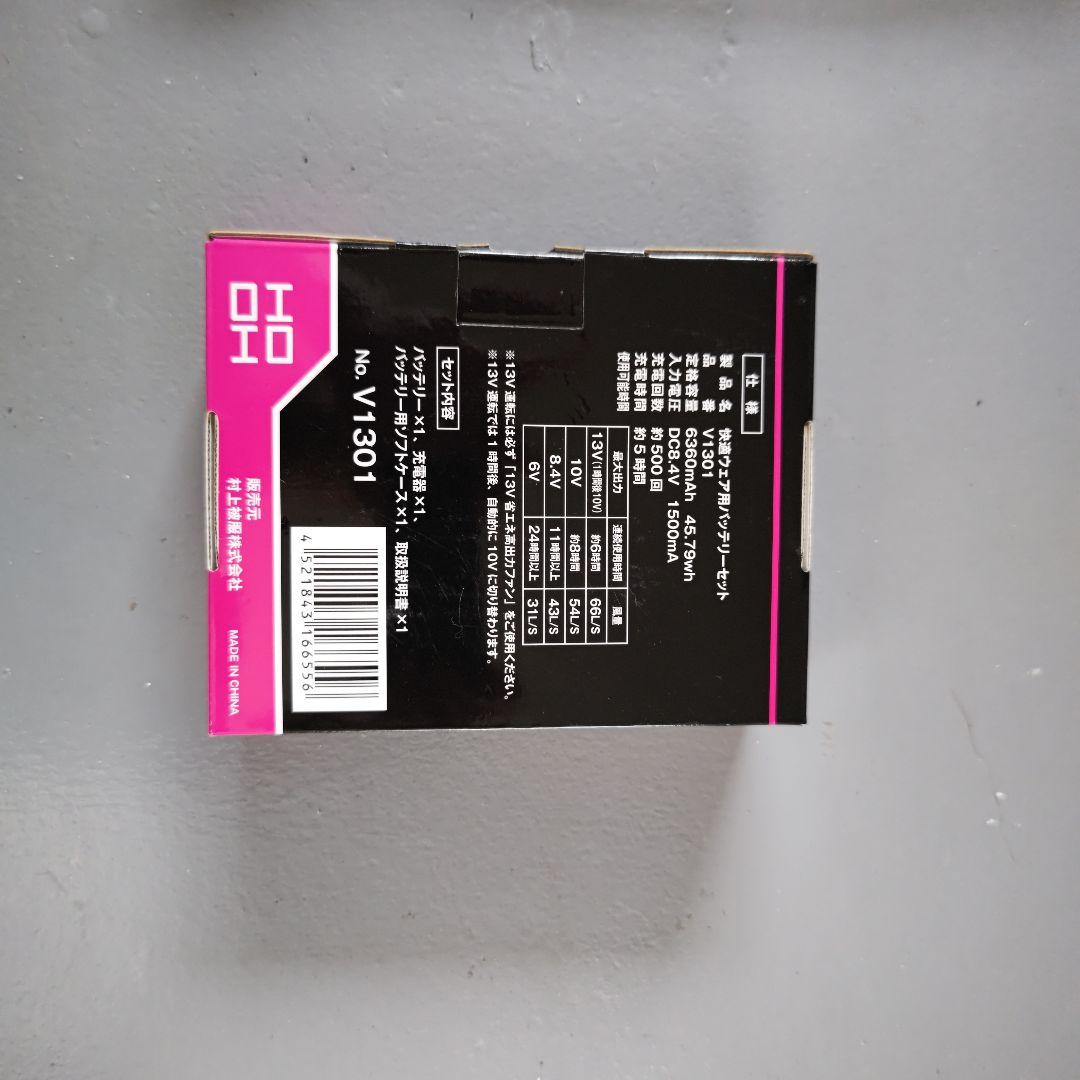 仕様
製品名 快適ウェア用バッテリーセット
品番 V1301
定格容量 6360mAh 45.79wh
入力電圧 DC8.4V 1500mA
充電回数 約500回
充電時間 約5時間
使用可能時間
最大出力 連続使用時間 風量
13V(1時間後10V) 約6時間 66L/S
10V 約8時間 54L/S
8.4V 11時間以上 43L/S
6V 24時間以上 31L/S
※13V運転には必ず「13V省エネ高出力ファン」をご使用ください。
※13V運転では1時間後、自動的に10Vに切り替わります。
セット内容
バッテリー×1、充電器×1、
バッテリー用ソフトケース×1、取扱説明書×1
No. V1301
4 521843 166556
HOOH
販売元
村上被服株式会社
MADE IN CHINA